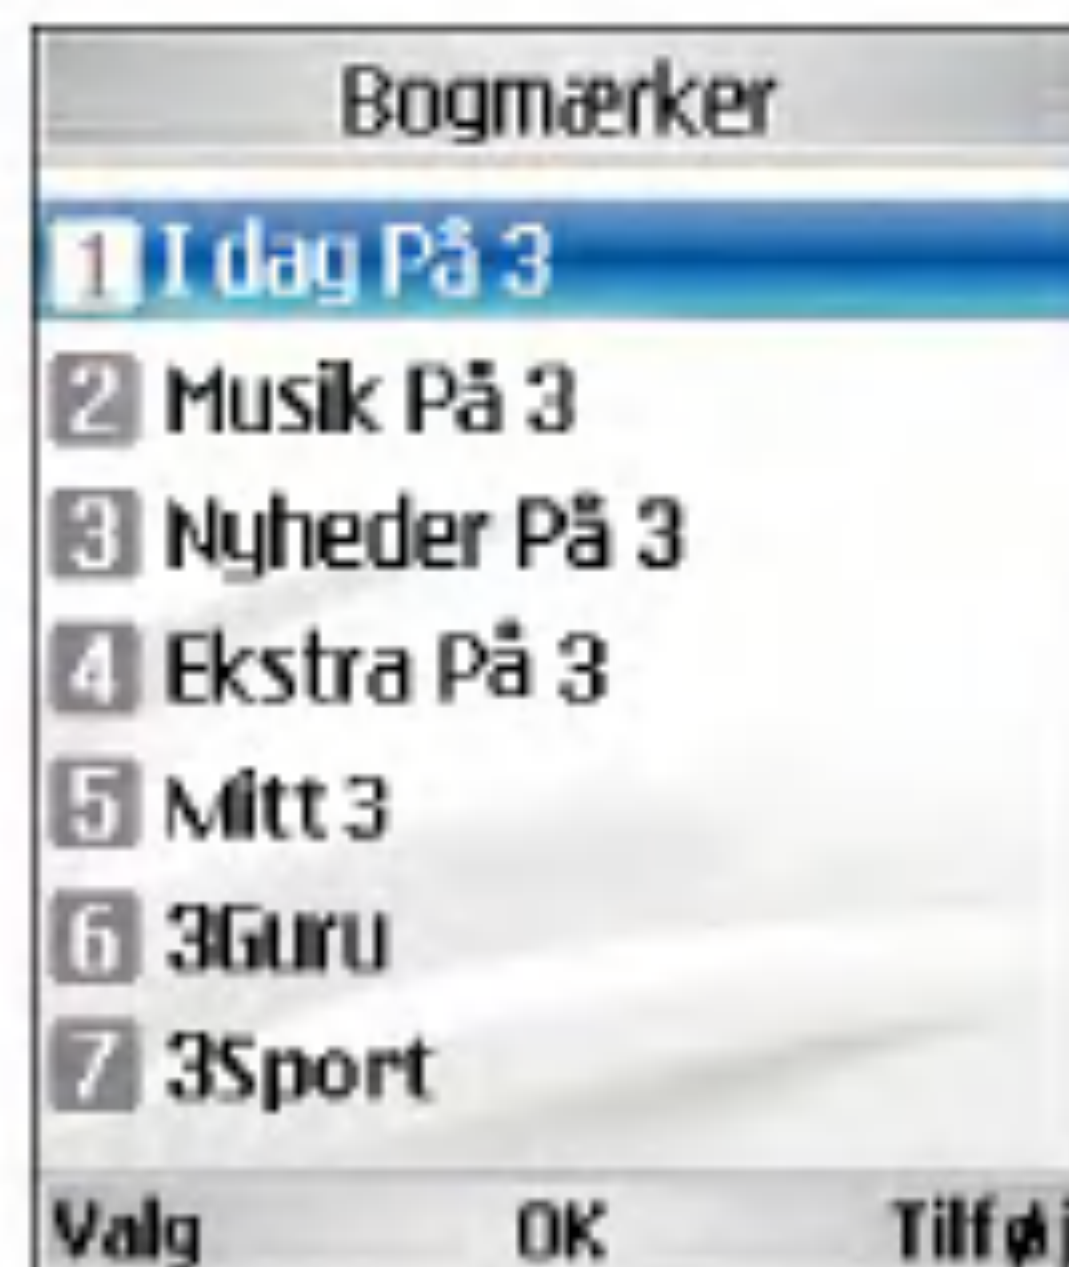 Bogmærker
1 I dag På 3
2 Musik På 3
3 Nyheder På 3
4 Ekstra På 3
5 Mitt 3
6 3Guru
7 3Sport
Valg OK Tilføj